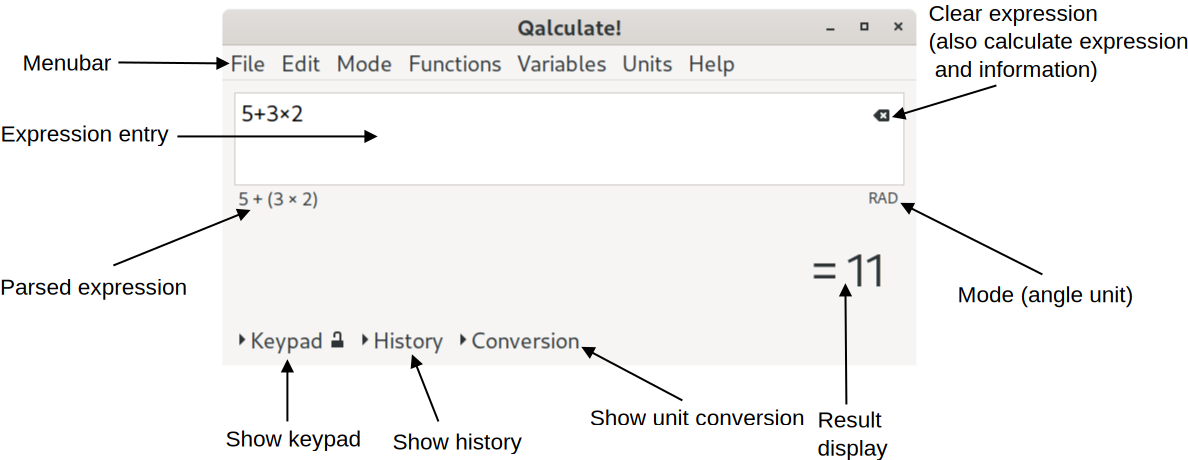 Qalculate!
Clear expression
(also calculate expression
and information)
Menubar
File Edit Mode Functions Variables Units Help
5+3×2
Expression entry
5 + (3 × 2)
RAD
= 11
Parsed expression
Mode (angle unit)
Keypad History Conversion
Show keypad
Show history
Show unit conversion
Result
display